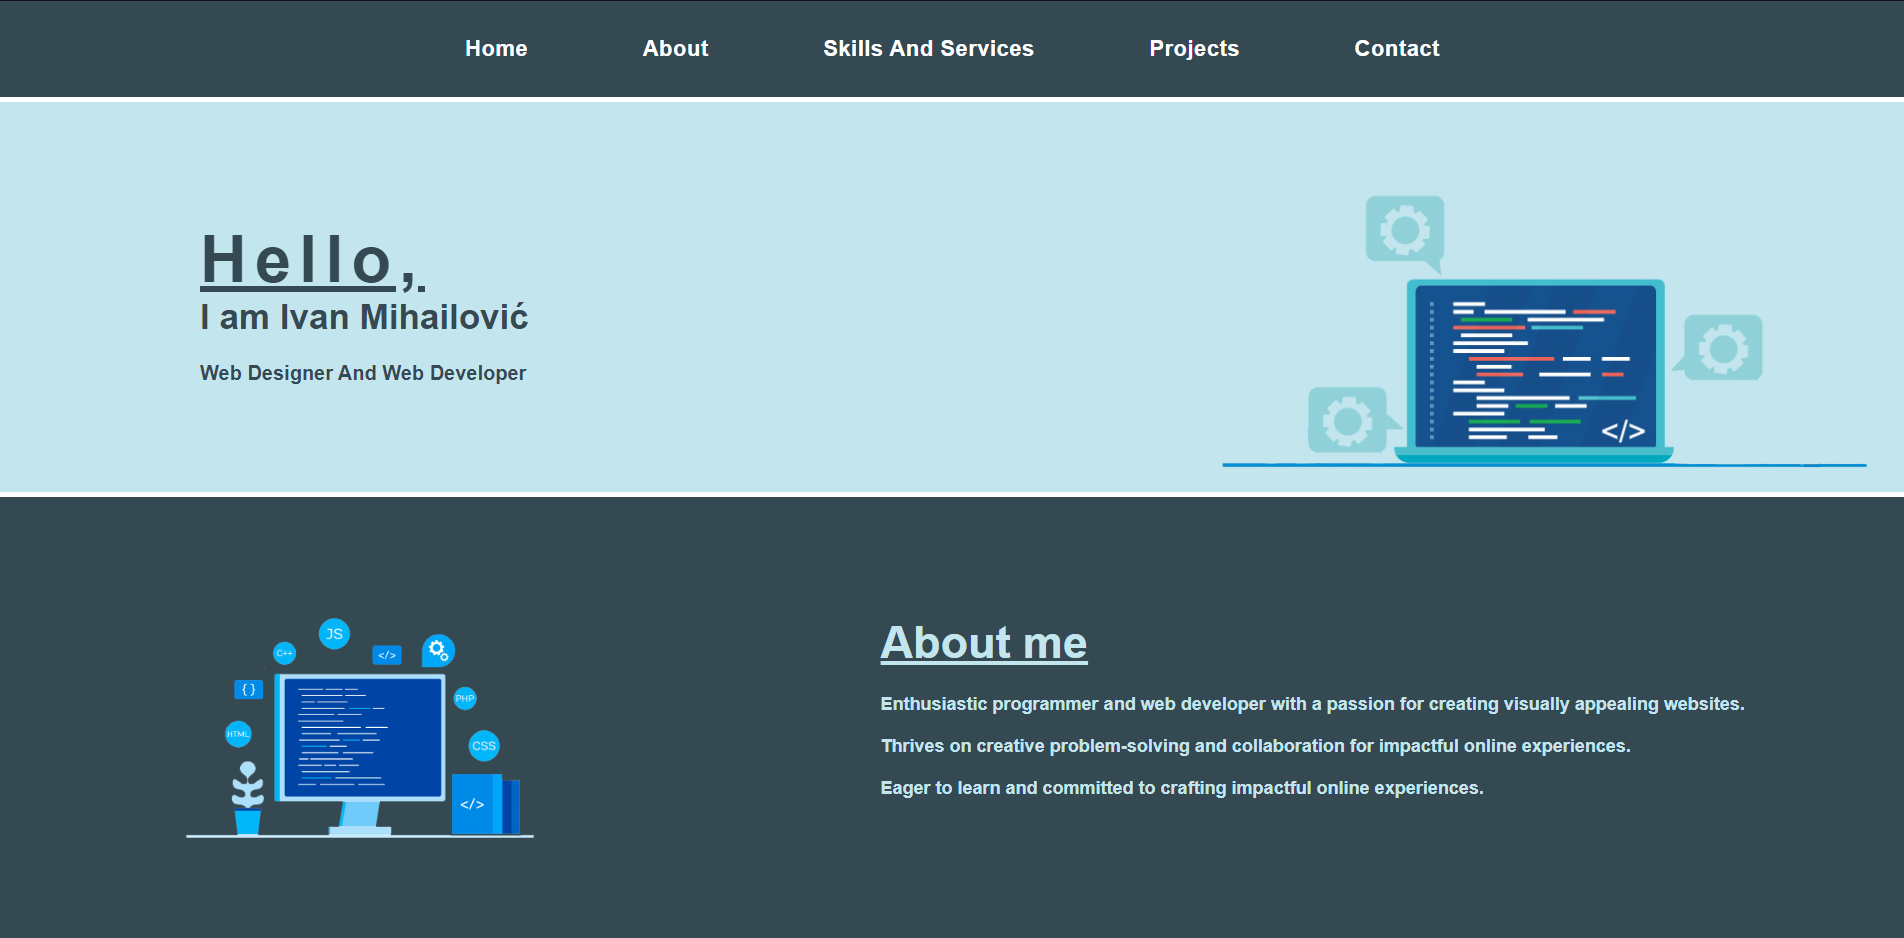 Home About Skills And Services Projects Contact
Hello,
I am Ivan Mihailović
Web Designer And Web Developer
</>
JS
C++
</>
{ }
PHP
HTML
CSS
</>
About me
Enthusiastic programmer and web developer with a passion for creating visually appealing websites.
Thrives on creative problem-solving and collaboration for impactful online experiences.
Eager to learn and committed to crafting impactful online experiences.